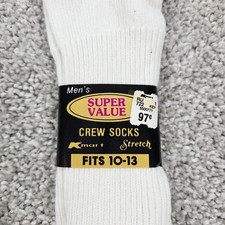 Men's
SUPER
VALUE
97¢
CREW SOCKS
Kmart Stretch
FITS 10-13